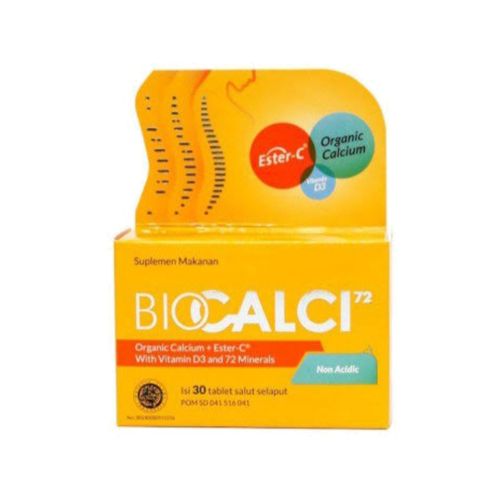 Ester-C®
Organic
Calcium
Vitamin
D3
Suplemen Makanan
BIOCALCI72
Organic Calcium + Ester-C®
With Vitamin D3 and 72 Minerals
Non Acidic
Isi 30 tablet salut selaput
POM SD 041 516 041